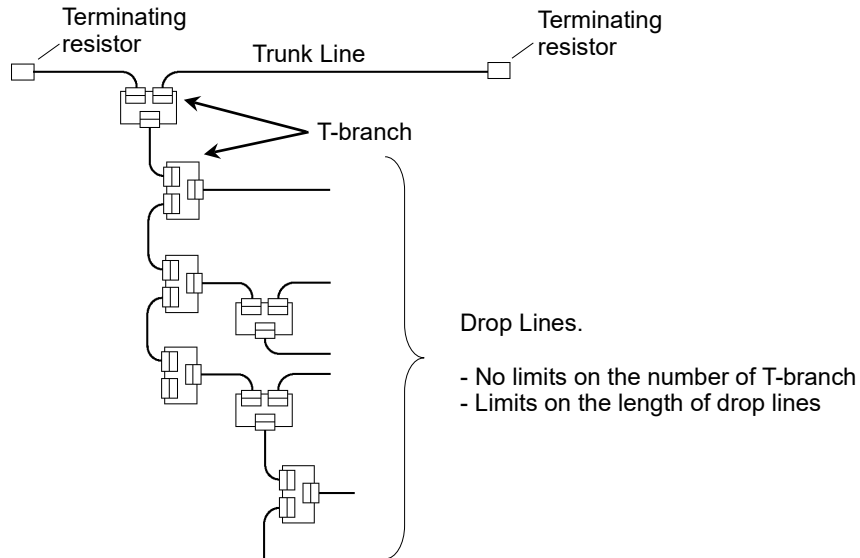 Terminating
resistor
Terminating
resistor
Trunk Line
T-branch
Drop Lines.
- No limits on the number of T-branch
- Limits on the length of drop lines